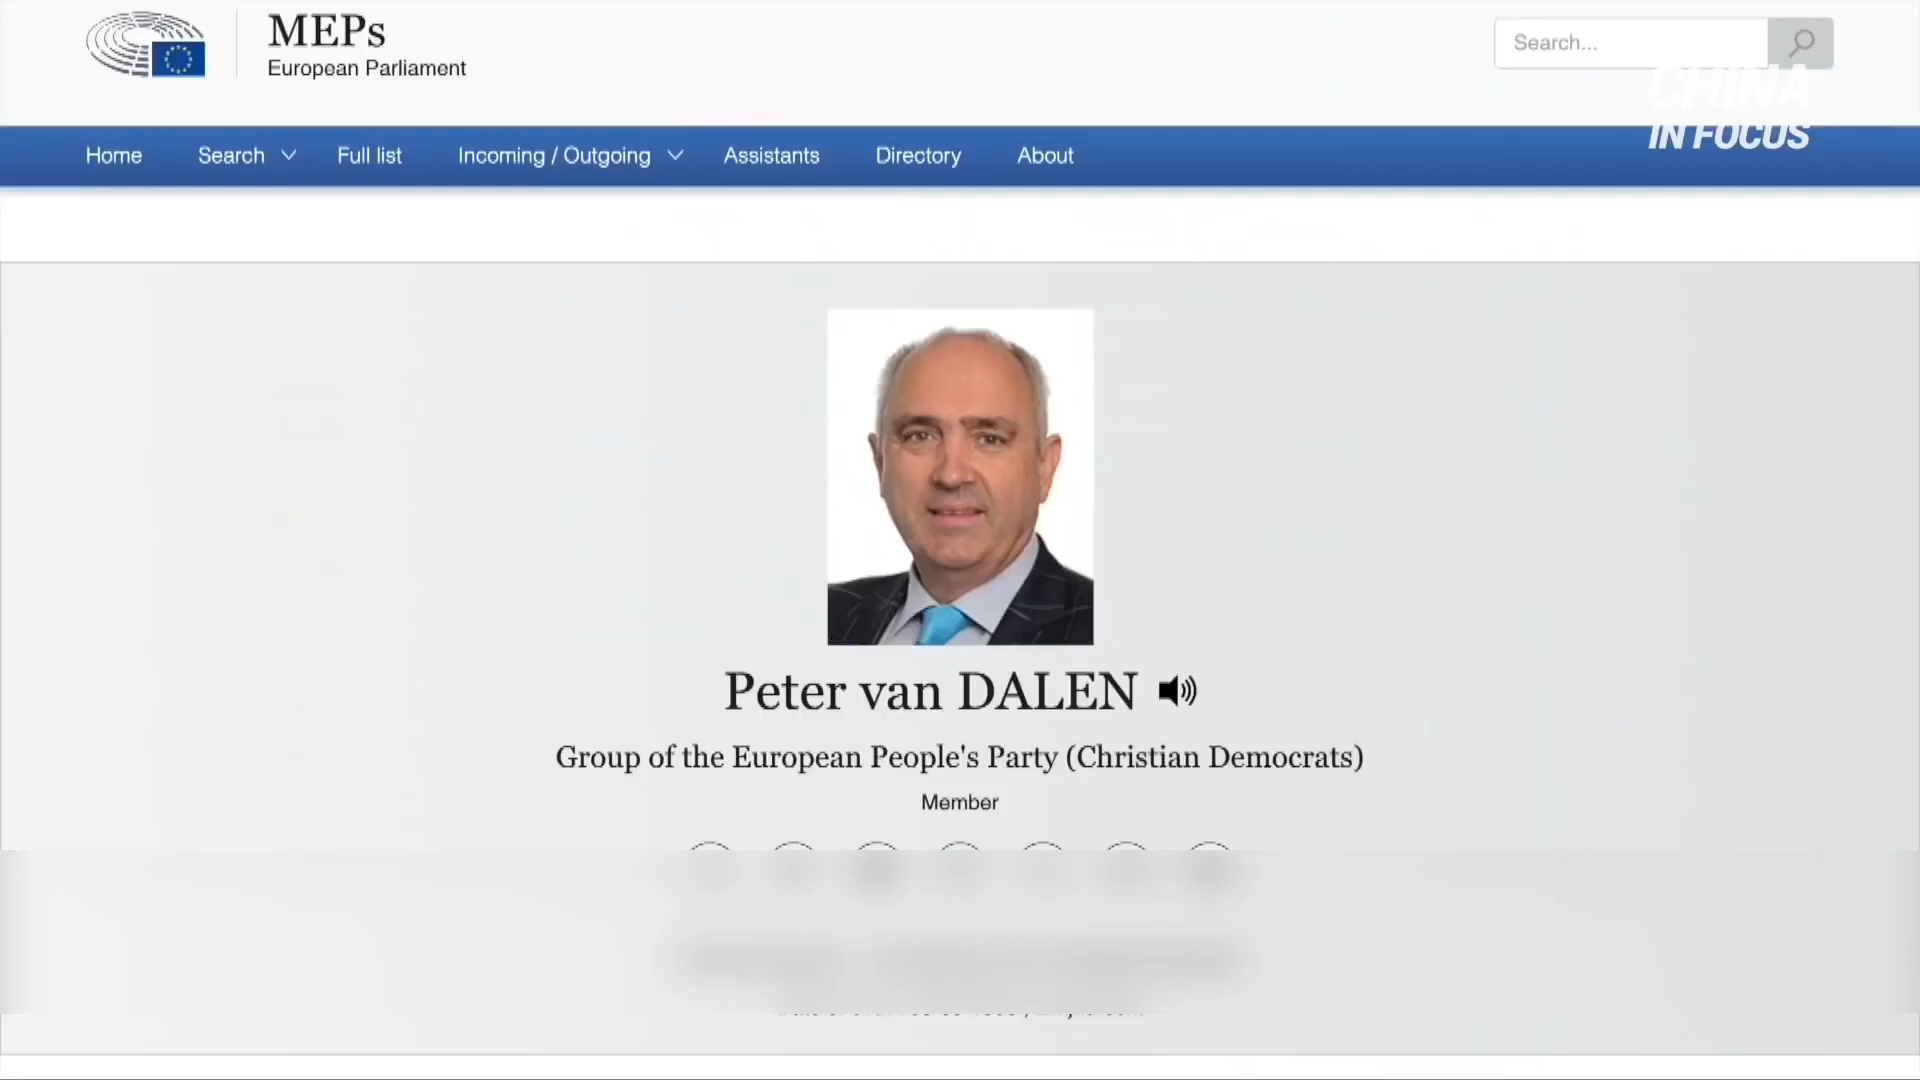 MEPs
European Parliament
Search...
CHINA
IN FOCUS
Home Search Full list Incoming / Outgoing Assistants Directory About
Peter van DALEN
Group of the European People's Party (Christian Democrats)
Member